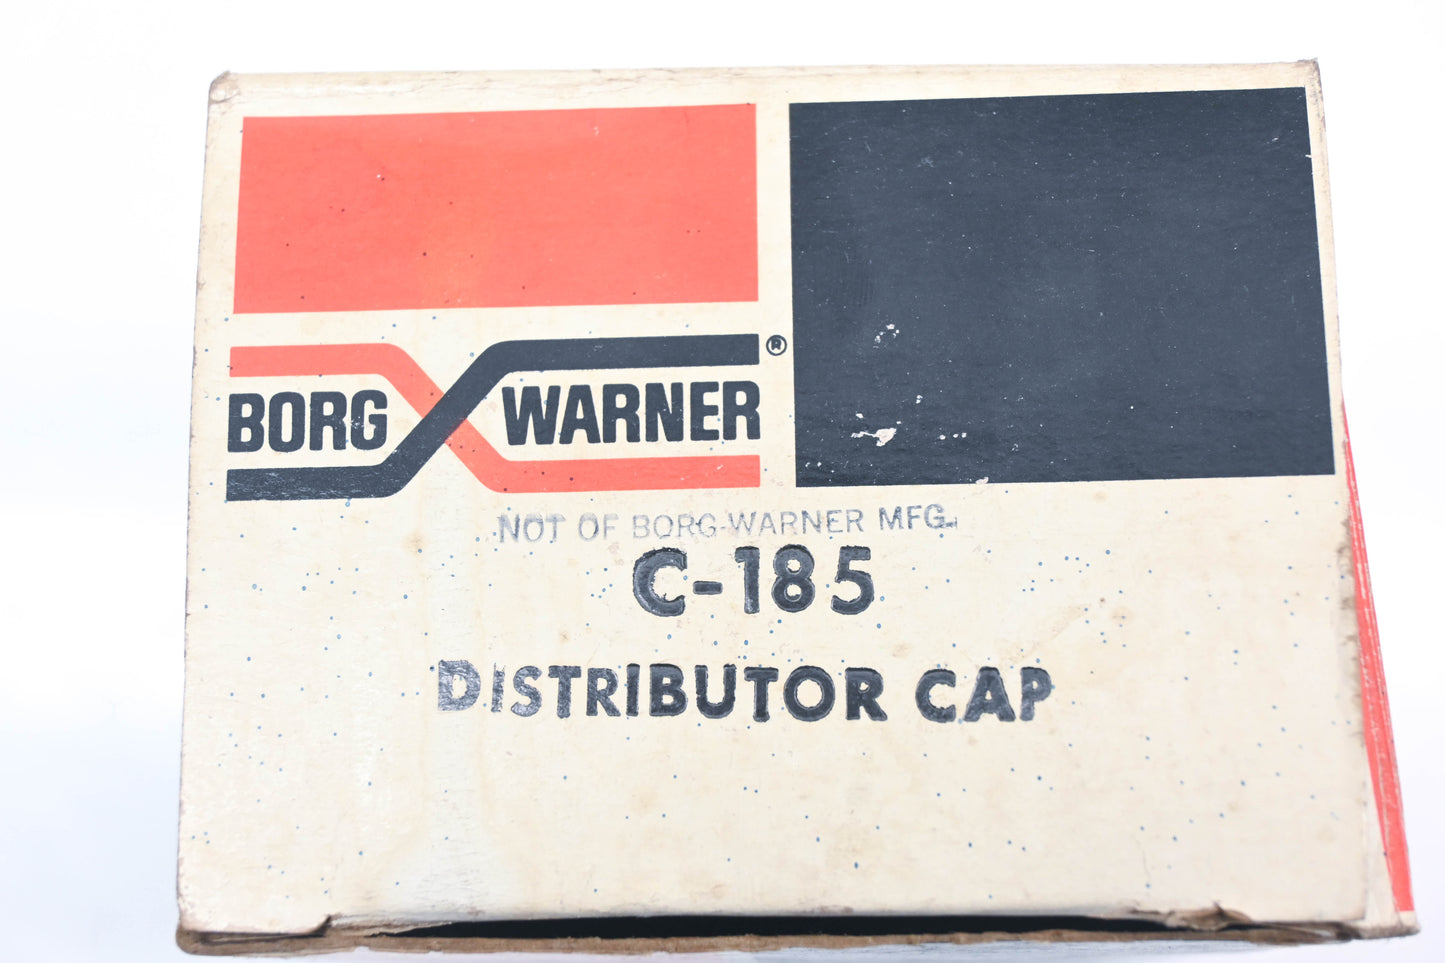 BORG WARNER®
NOT OF BORG-WARNER MFG.
C-185
DISTRIBUTOR CAP